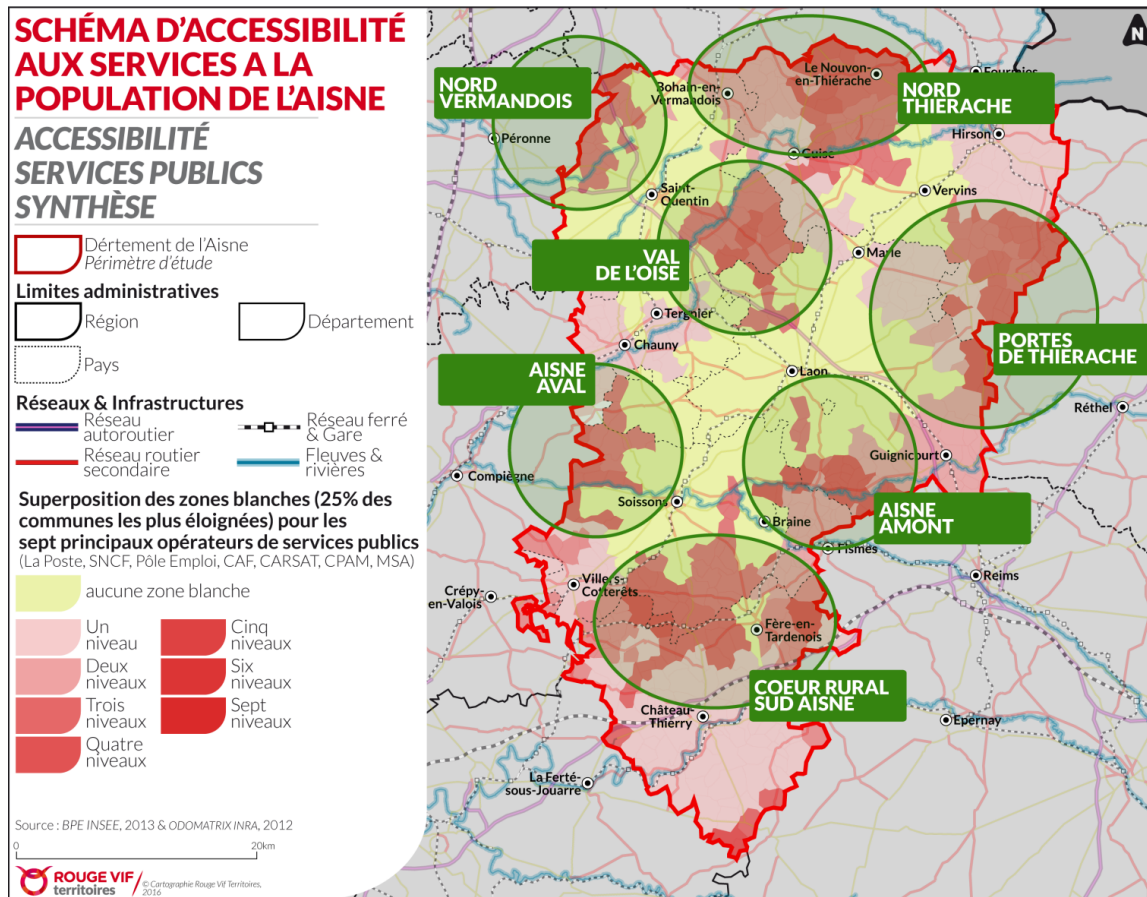 SCHÉMA D'ACCESSIBILITÉ
AUX SERVICES A LA
POPULATION DE L'AISNE
ACCESSIBILITÉ
SERVICES PUBLICS
SYNTHÈSE
Dértement de l'Aisne
Périmètre d'étude
Limites administratives
Région
Département
Pays
Réseaux & Infrastructures
Réseau
autoroutier
Réseau ferré
& Gare
Réseau routier
secondaire
Fleuves &
rivières
Superposition des zones blanches (25% des
communes les plus éloignées) pour les
sept principaux opérateurs de services publics
(La Poste, SNCF, Pôle Emploi, CAF, CARSAT, CPAM, MSA)
aucune zone blanche
Un
niveau
Cinq
niveaux
Deux
niveaux
Six
niveaux
Trois
niveaux
Sept
niveaux
Quatre
niveaux
Source : BPE INSEE, 2013 & ODOMATRIX INRA, 2012
0
20km
ROUGE VIF
territoires
© Cartographie Rouge Vif Territoires,
2016
N
NORD
VERMANDOIS
Bohain-en-
Vermandois
Le Nouvon-
en-Thiérache
Fourmies
NORD
THIERACHE
Péronne
Hirson
Guise
Saint-
Quentin
Vervins
VAL
DE L'OISE
Marle
Tergnier
Chauny
PORTES
DE THIERACHE
AISNE
AVAL
Laon
Réthel
Guignicourt
Compiègne
Soissons
AISNE
AMONT
Braine
Fismes
Reims
Villers-
Cotterêts
Crépy-
en-Valois
Fère-en-
Tardenois
COEUR RURAL
SUD AISNE
Château-
Thierry
Epernay
La Ferté-
sous-Jouarre